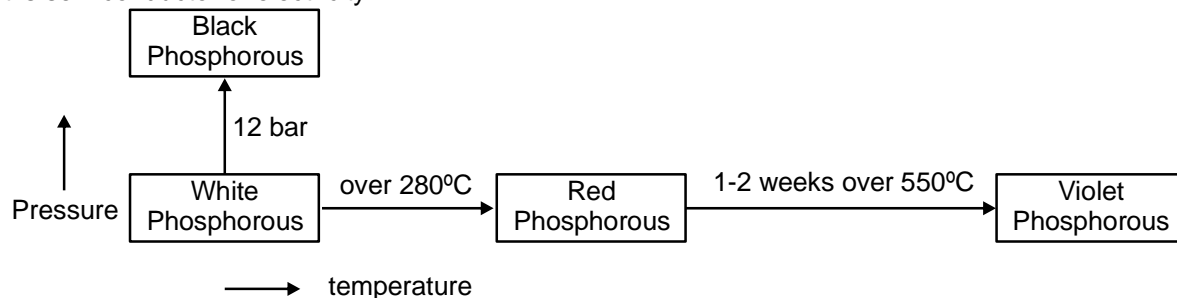 Black
Phosphorous
12 bar
Pressure
White
Phosphorous
over 280ºC
Red
Phosphorous
1-2 weeks over 550ºC
Violet
Phosphorous
temperature